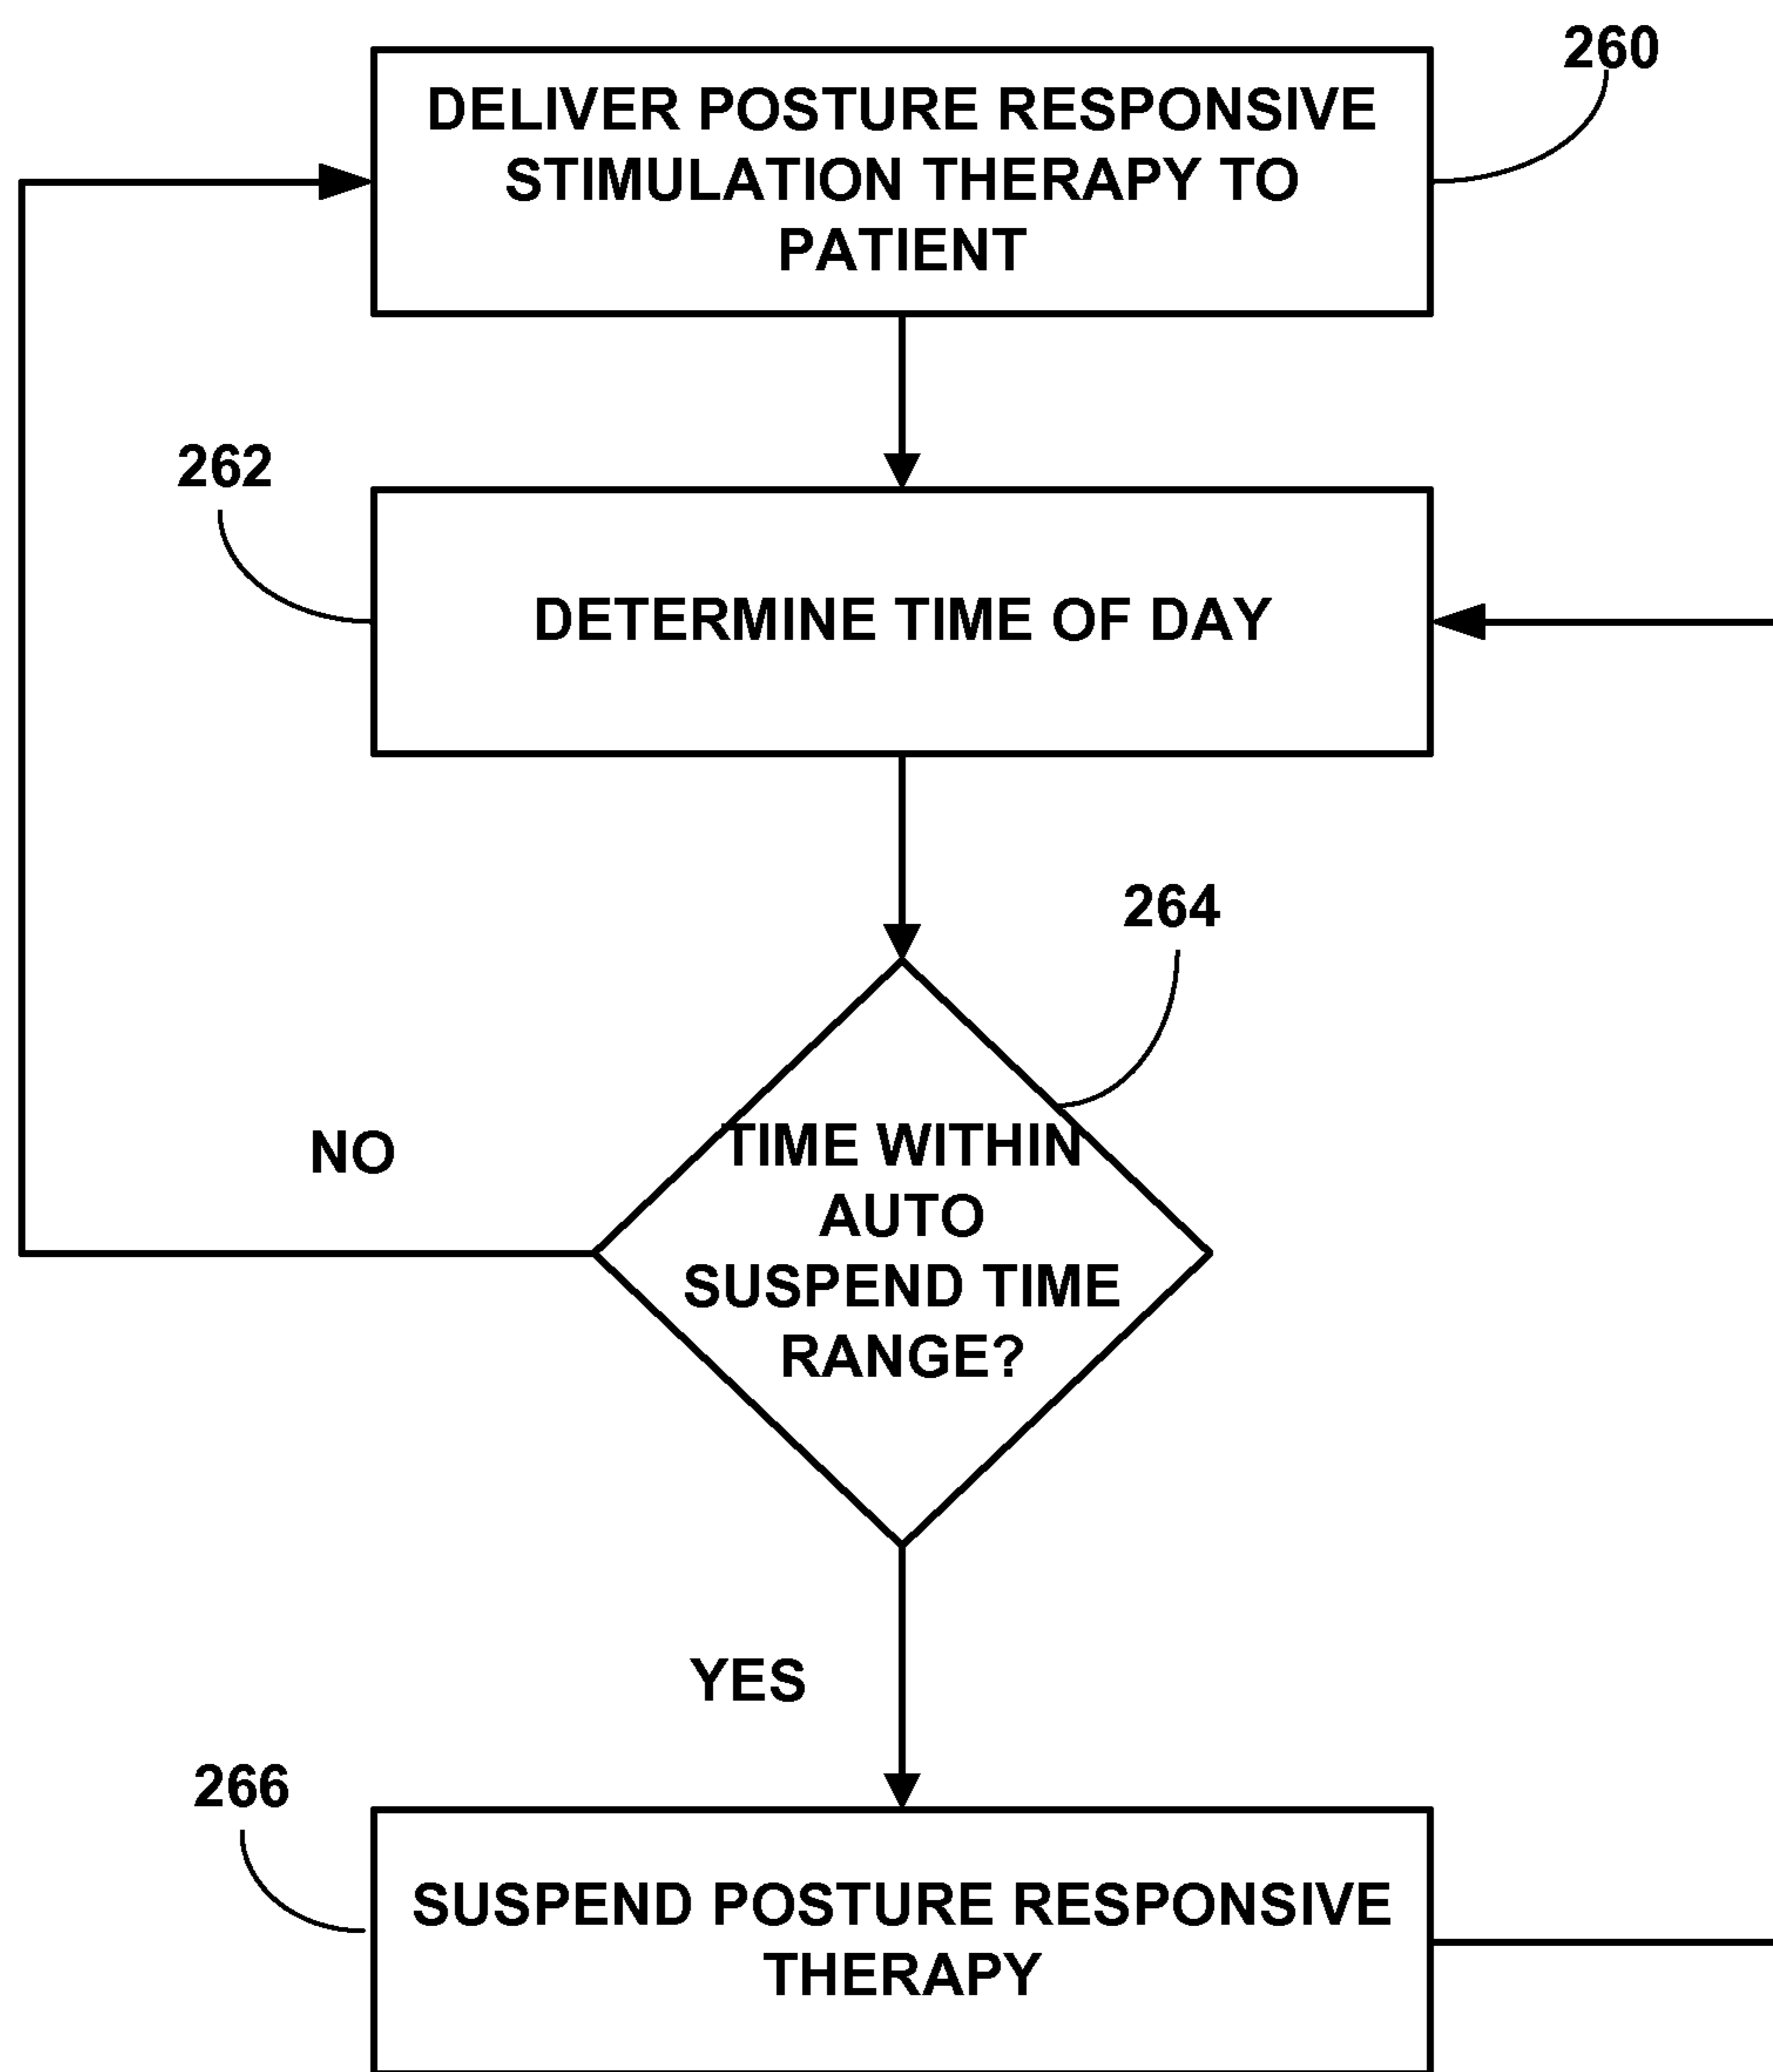 260
DELIVER POSTURE RESPONSIVE
STIMULATION THERAPY TO
PATIENT
262
DETERMINE TIME OF DAY
264
TIME WITHIN
AUTO
SUSPEND TIME
RANGE?
NO
YES
266
SUSPEND POSTURE RESPONSIVE
THERAPY